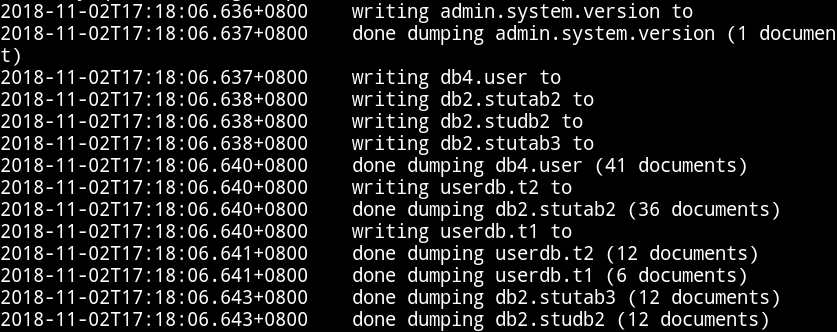 2018-11-02T17:18:06.636+0800    writing admin.system.version to
2018-11-02T17:18:06.637+0800    done dumping admin.system.version (1 documen
t)
2018-11-02T17:18:06.637+0800    writing db4.user to
2018-11-02T17:18:06.638+0800    writing db2.stutab2 to
2018-11-02T17:18:06.638+0800    writing db2.studb2 to
2018-11-02T17:18:06.638+0800    writing db2.stutab3 to
2018-11-02T17:18:06.640+0800    done dumping db4.user (41 documents)
2018-11-02T17:18:06.640+0800    writing userdb.t2 to
2018-11-02T17:18:06.640+0800    done dumping db2.stutab2 (36 documents)
2018-11-02T17:18:06.640+0800    writing userdb.t1 to
2018-11-02T17:18:06.641+0800    done dumping userdb.t2 (12 documents)
2018-11-02T17:18:06.641+0800    done dumping userdb.t1 (6 documents)
2018-11-02T17:18:06.643+0800    done dumping db2.stutab3 (12 documents)
2018-11-02T17:18:06.643+0800    done dumping db2.studb2 (12 documents)